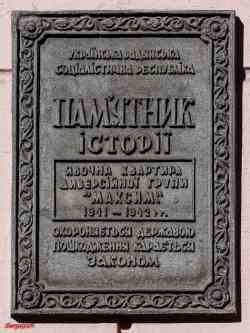 УКРАЇНСЬКА РАДЯНСЬКА
СОЦІАЛІСТИЧНА РЕСПУБЛІКА
ПАМ'ЯТНИК
ІСТОРІЇ
ЯВОЧНА КВАРТИРА
ДИВЕРСІЙНОЇ ГРУПИ
"МАКСИМ"
1941 — 1942 рр.
ОХОРОНЯЄТЬСЯ ДЕРЖАВОЮ
ПОШКОДЖЕННЯ КАРАЄТЬСЯ
ЗАКОНОМ